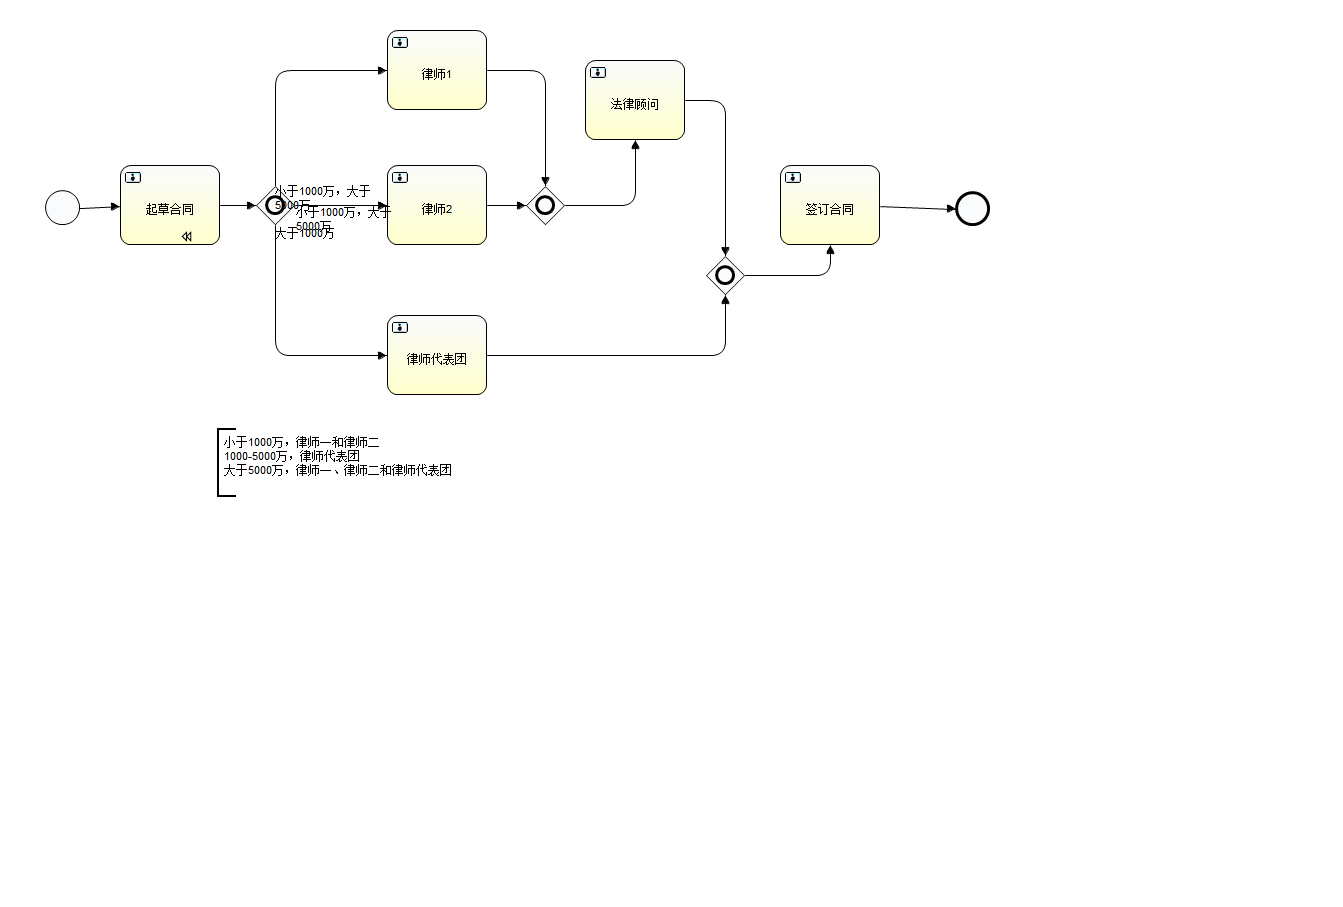 律师1
法律顾问
小于1000万，大于
5000万
起草合同
小于1000万，大于
5000万
大于1000万
律师2
签订合同
律师代表团
小于1000万，律师一和律师二
1000-5000万，律师代表团
大于5000万，律师一、律师二和律师代表团